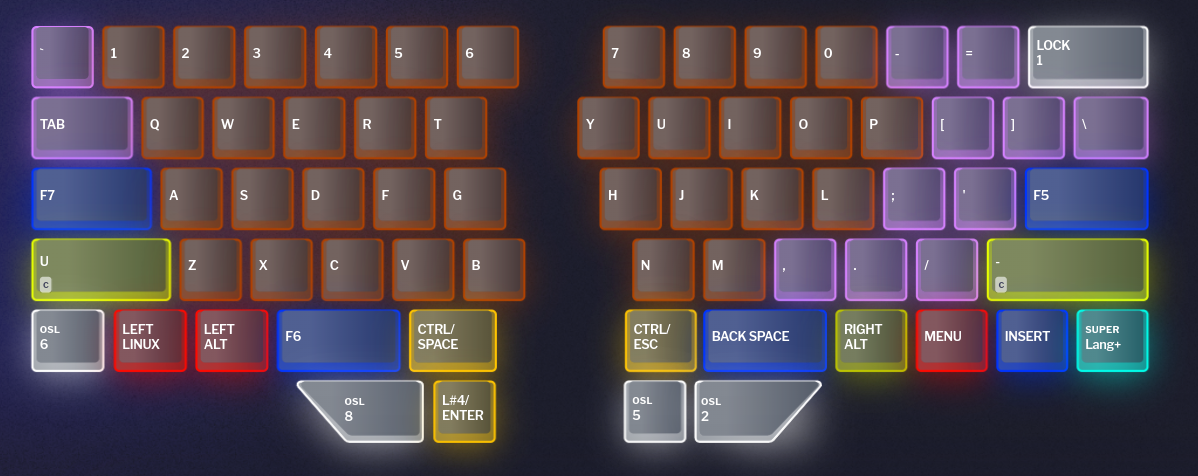 ` 1 2 3 4 5 6 7 8 9 0 - = LOCK
1
TAB Q W E R T Y U I O P [ ] \
F7 A S D F G H J K L ; ' F5
U
c
Z X C V B N M , . / -
c
OSL
6
LEFT
LINUX
LEFT
ALT
F6
CTRL/
SPACE
CTRL/
ESC
BACK SPACE
RIGHT
ALT
MENU
INSERT
SUPER
Lang+
OSL
8
L#4/
ENTER
OSL
5
OSL
2